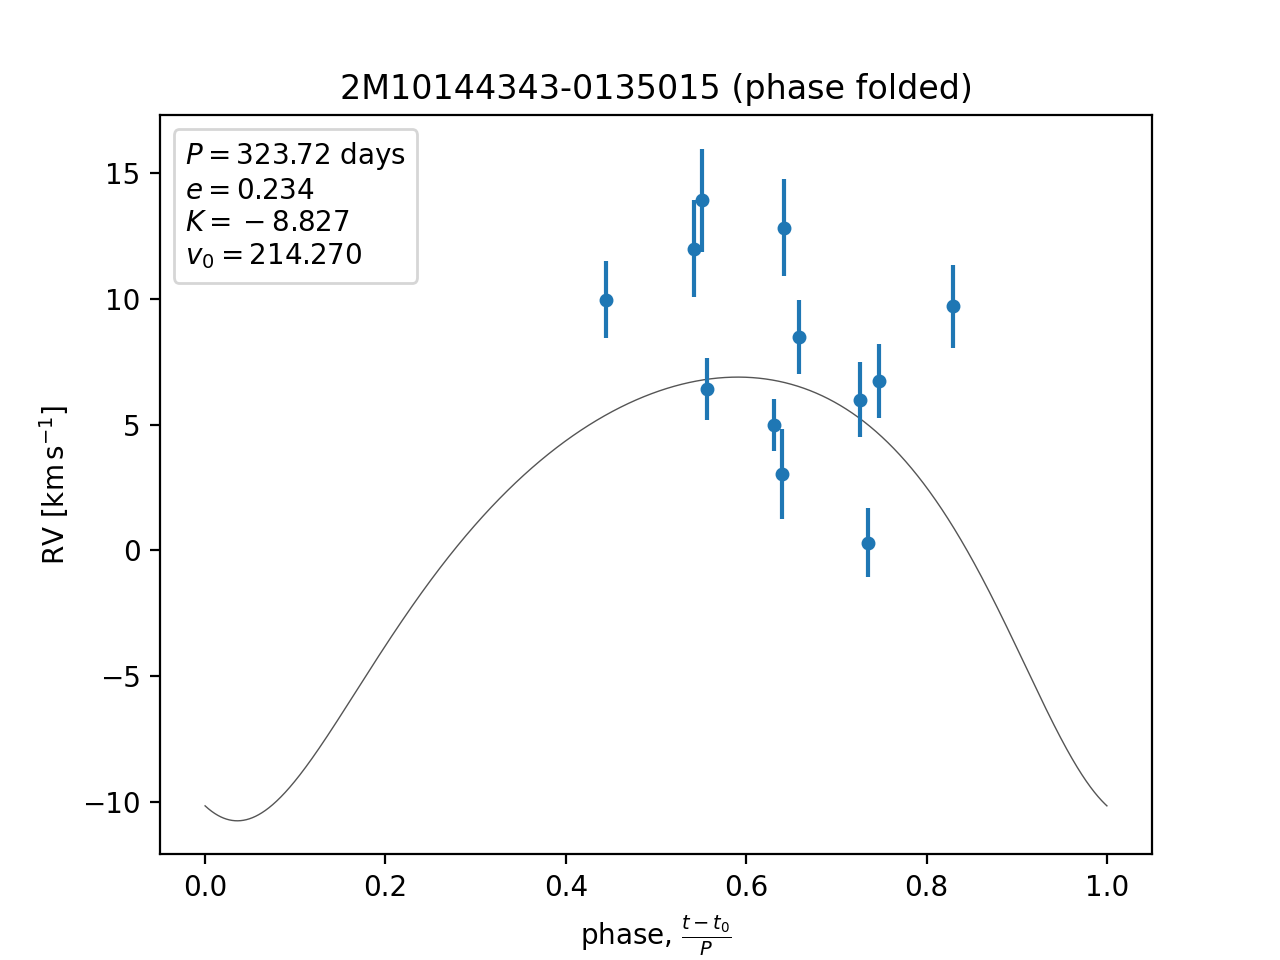 2M10144343-0135015 (phase folded)
P = 323.72 days
e = 0.234
K = −8.827
v₀ = 214.270
15
10
5
0
−5
−10
RV [km s⁻¹]
0.0 0.2 0.4 0.6 0.8 1.0
phase, (t − t₀)/P